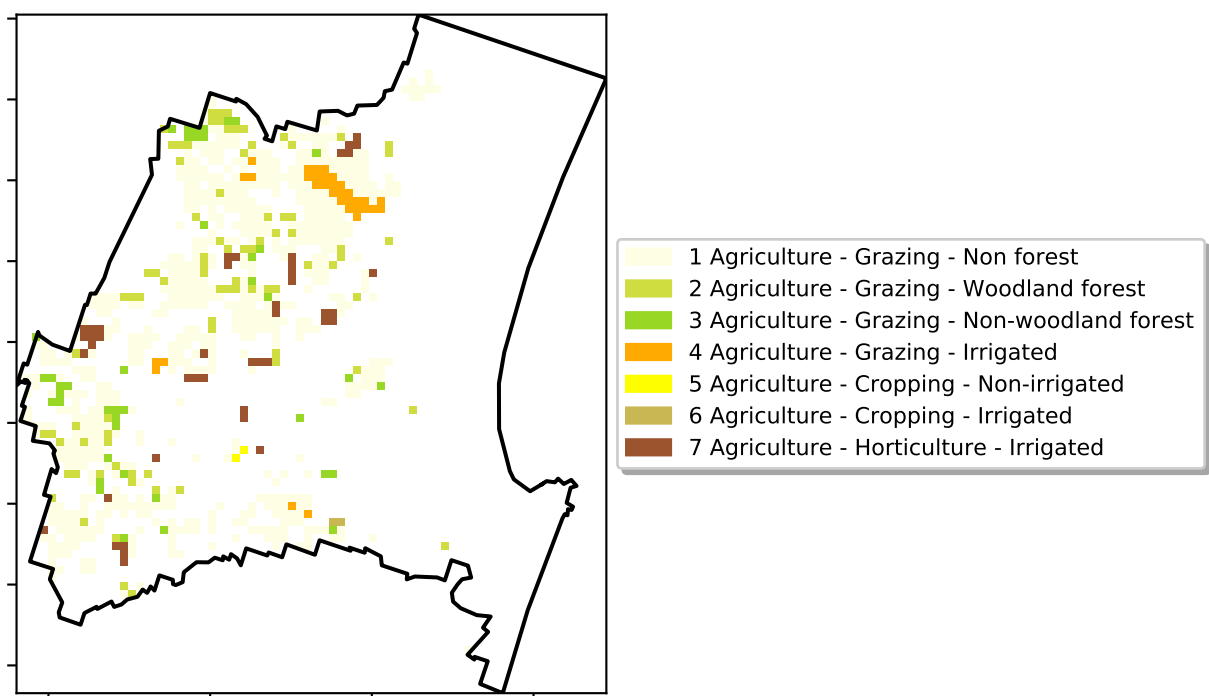 1 Agriculture - Grazing - Non forest
2 Agriculture - Grazing - Woodland forest
3 Agriculture - Grazing - Non-woodland forest
4 Agriculture - Grazing - Irrigated
5 Agriculture - Cropping - Non-irrigated
6 Agriculture - Cropping - Irrigated
7 Agriculture - Horticulture - Irrigated